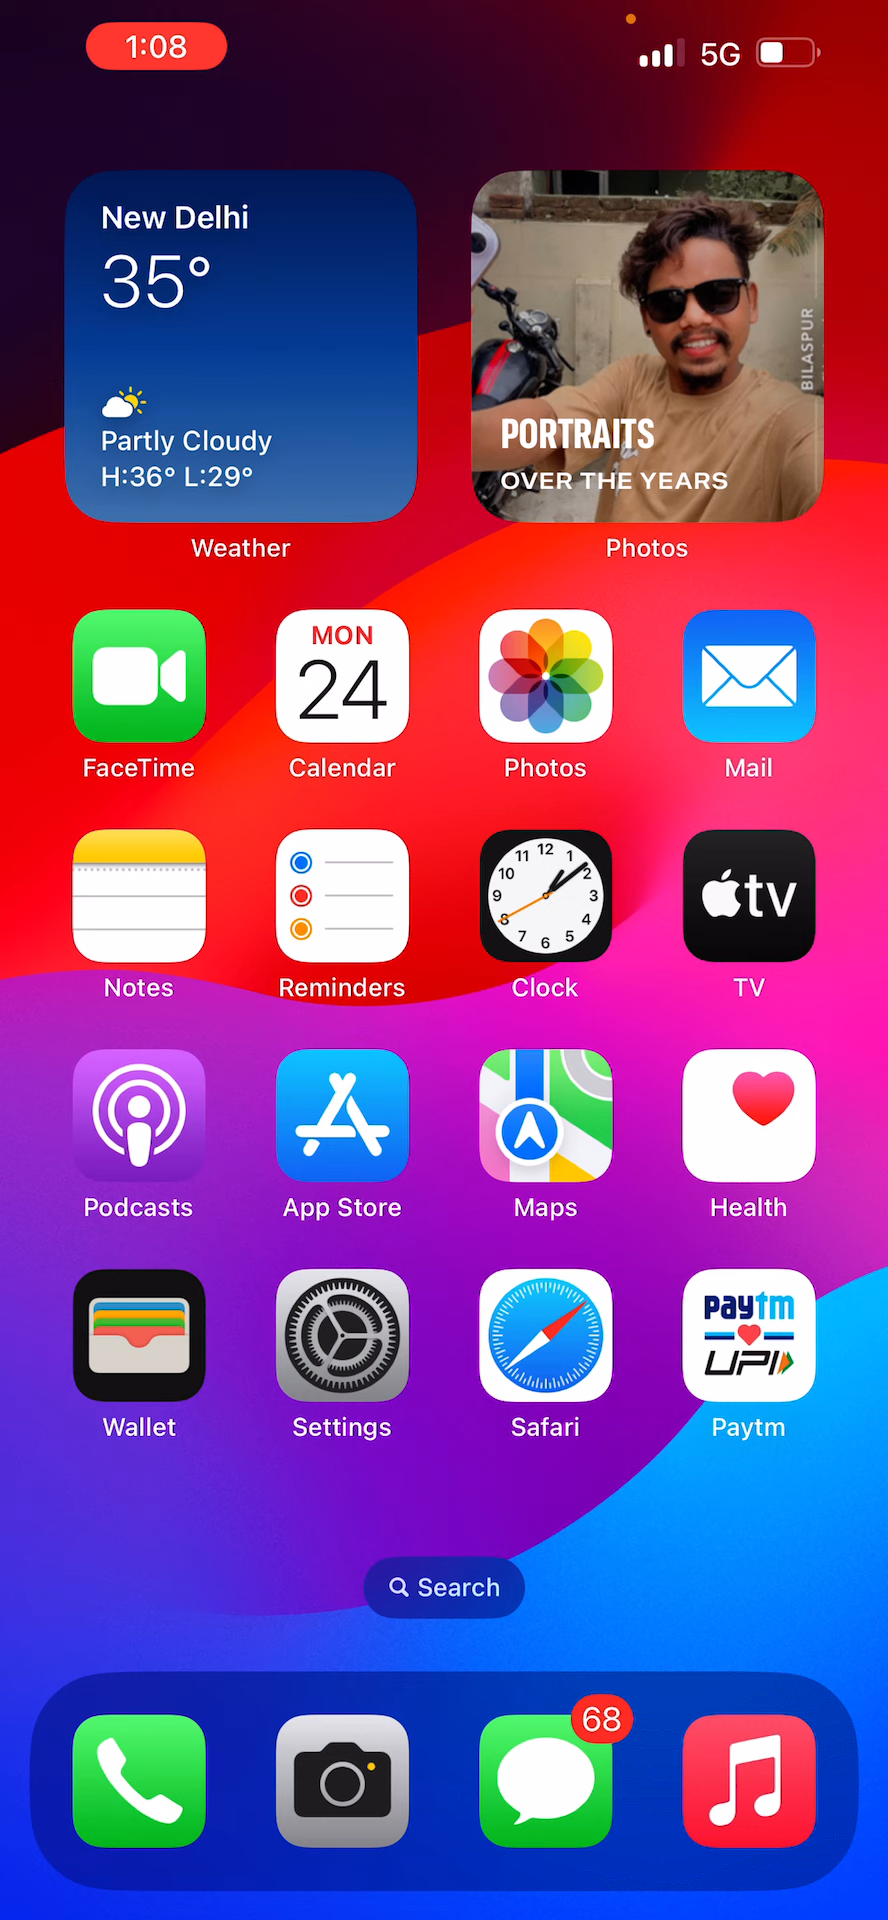 1:08
5G
New Delhi
35°
Partly Cloudy
H:36° L:29°
Weather
BILASPUR
PORTRAITS
OVER THE YEARS
Photos
FaceTime
MON
24
Calendar
Photos
Mail
Notes
Reminders
12
11 1
10 2
9 3
8 4
7 5
6
Clock
tv
TV
Podcasts
App Store
Maps
Health
Wallet
Settings
Safari
paytm
UPI
Paytm
Search
68